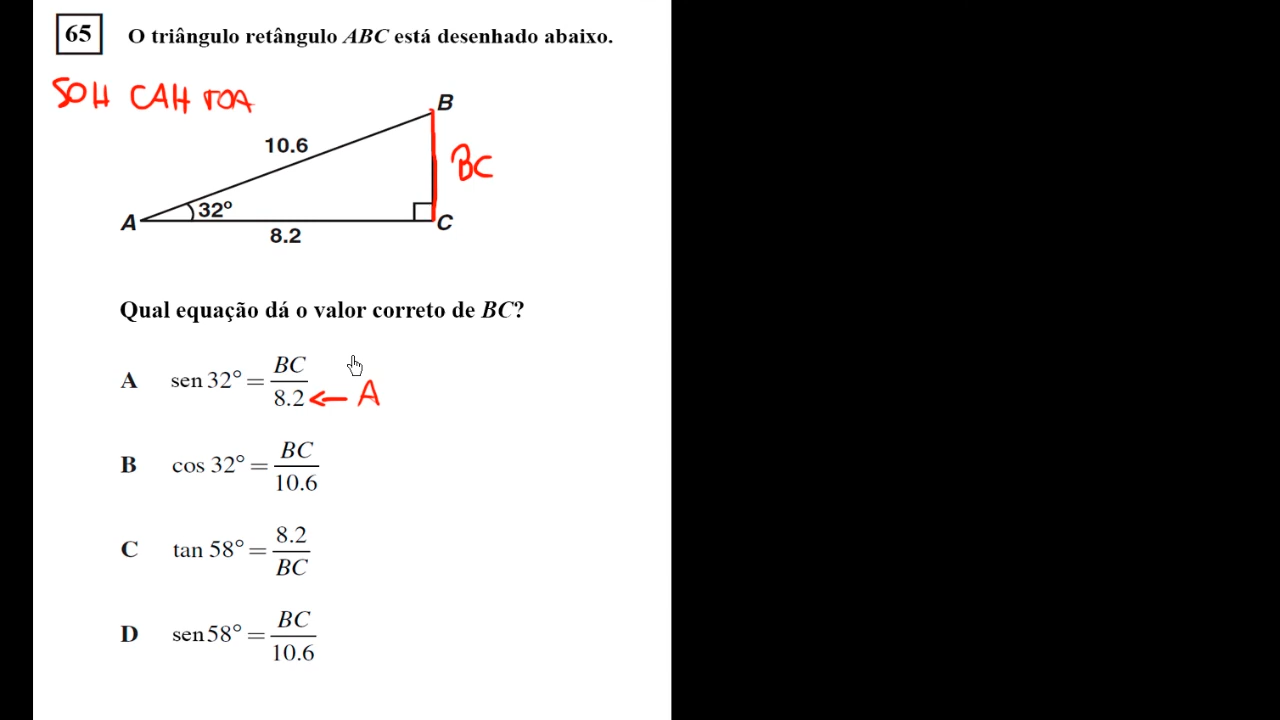 65 O triângulo retângulo ABC está desenhado abaixo.
SOH CAH TOA
B
10.6
BC
32º
A
C
8.2
Qual equação dá o valor correto de BC?
A sen 32° = BC/8.2 ← A
B cos 32° = BC/10.6
C tan 58° = 8.2/BC
D sen 58° = BC/10.6